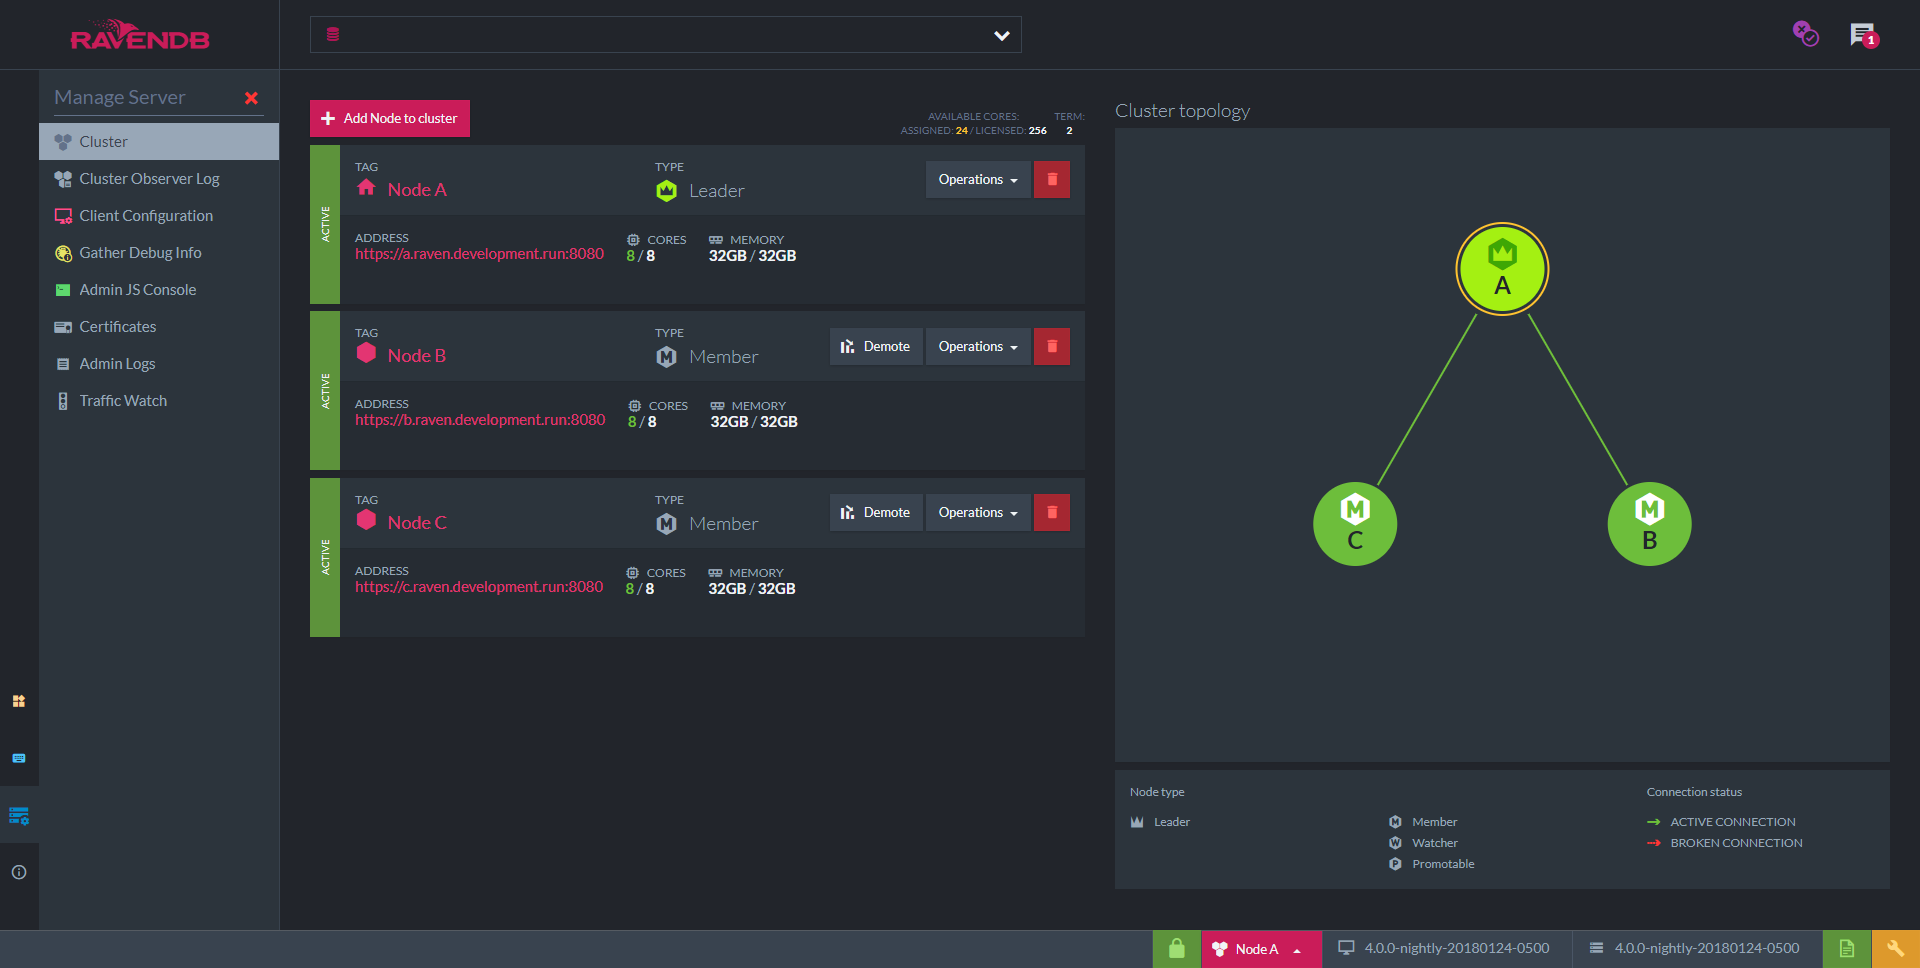 RAVENDB
1
Manage Server
Cluster
Cluster Observer Log
Client Configuration
Gather Debug Info
Admin JS Console
Certificates
Admin Logs
Traffic Watch
Add Node to cluster
AVAILABLE CORES:
ASSIGNED: 24 / LICENSED: 256
TERM:
2
ACTIVE
TAG
Node A
TYPE
Leader
Operations
ADDRESS
https://a.raven.development.run:8080
CORES
8 / 8
MEMORY
32GB / 32GB
ACTIVE
TAG
Node B
TYPE
M Member
Demote
Operations
ADDRESS
https://b.raven.development.run:8080
CORES
8 / 8
MEMORY
32GB / 32GB
ACTIVE
TAG
Node C
TYPE
M Member
Demote
Operations
ADDRESS
https://c.raven.development.run:8080
CORES
8 / 8
MEMORY
32GB / 32GB
Cluster topology
A
M
C
M
B
Node type
Leader
M Member
W Watcher
P Promotable
Connection status
ACTIVE CONNECTION
BROKEN CONNECTION
Node A
4.0.0-nightly-20180124-0500
4.0.0-nightly-20180124-0500